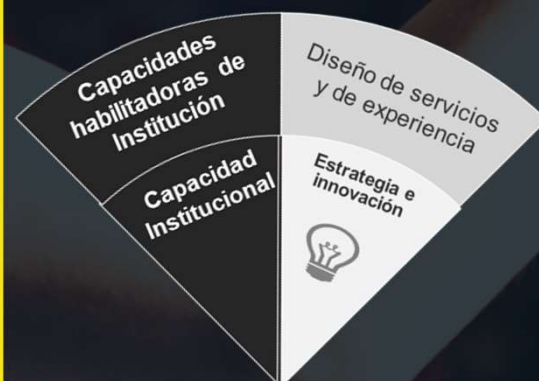 Capacidades
habilitadoras de
Institución
Diseño de servicios
y de experiencia
Capacidad
Institucional
Estrategia e
innovación